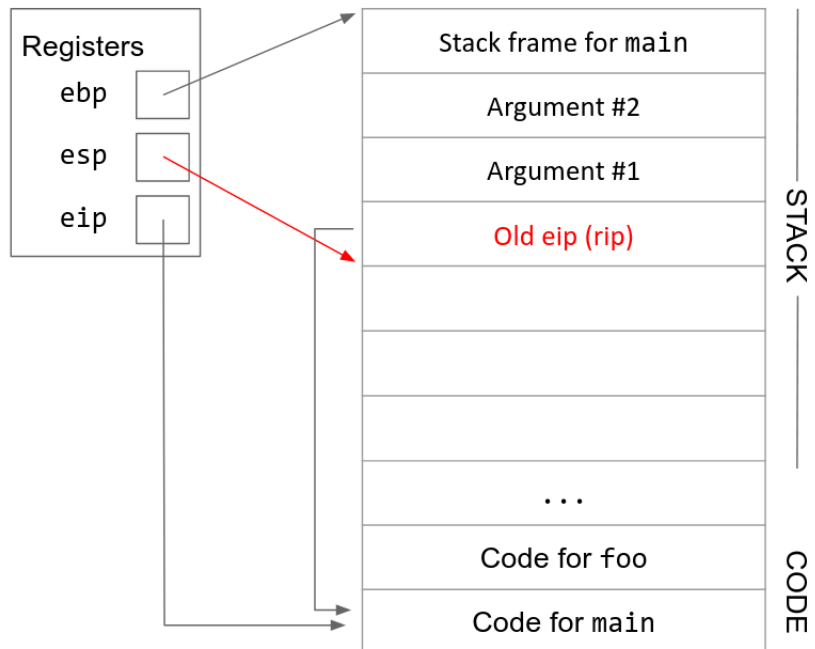 Registers
ebp
esp
eip
Stack frame for main
Argument #2
Argument #1
Old eip (rip)
...
Code for foo
Code for main
STACK
CODE